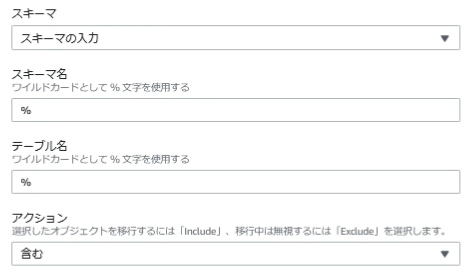 スキーマ
スキーマの入力
スキーマ名
ワイルドカードとして % 文字を使用する
%
テーブル名
ワイルドカードとして % 文字を使用する
%
アクション
選択したオブジェクトを移行するには「Include」、移行中は無視するには「Exclude」を選択します。
含む